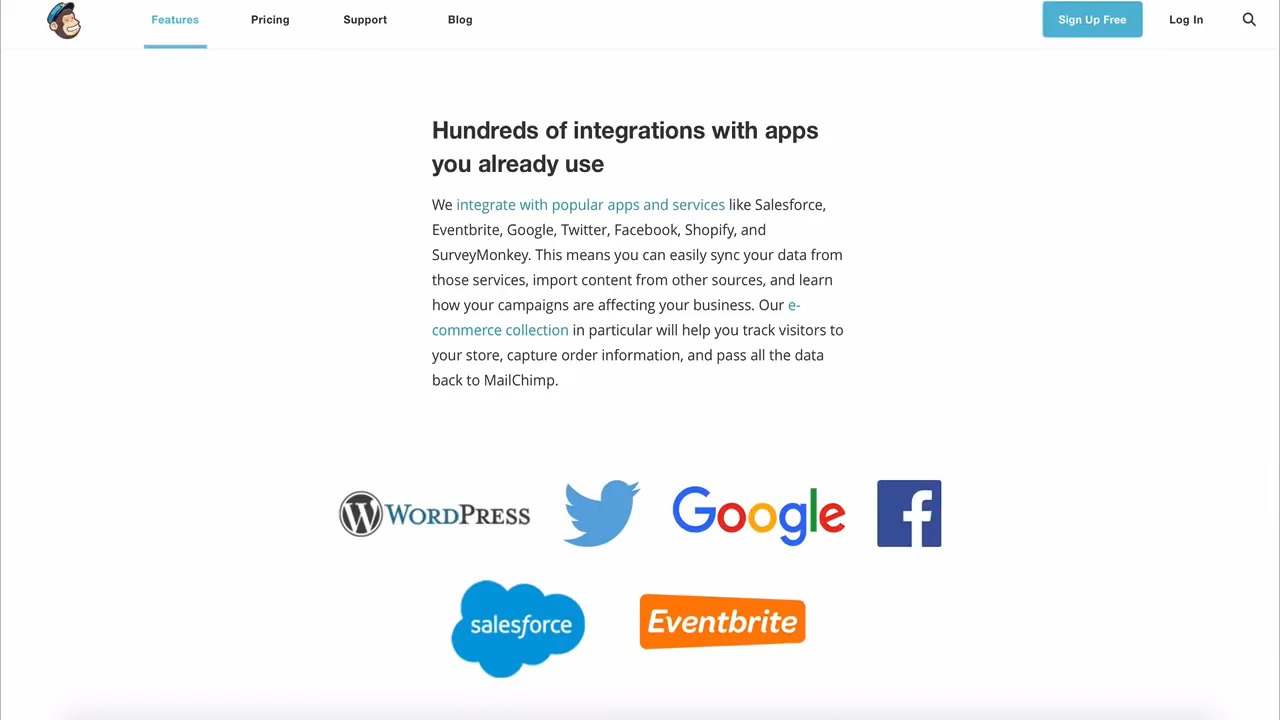 Features Pricing Support Blog Sign Up Free Log In
Hundreds of integrations with apps
you already use
We integrate with popular apps and services like Salesforce,
Eventbrite, Google, Twitter, Facebook, Shopify, and
SurveyMonkey. This means you can easily sync your data from
those services, import content from other sources, and learn
how your campaigns are affecting your business. Our e-
commerce collection in particular will help you track visitors to
your store, capture order information, and pass all the data
back to MailChimp.
WORDPRESS Google f
salesforce Eventbrite